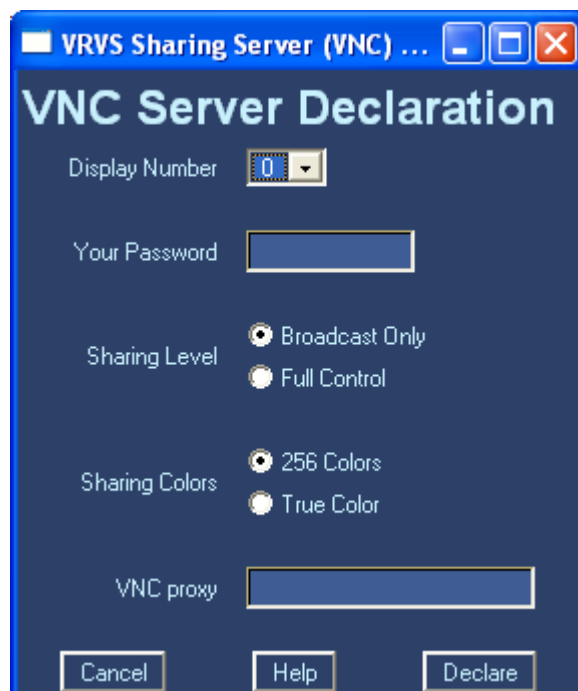 VRVS Sharing Server (VNC) ...
VNC Server Declaration
Display Number 0
Your Password
Sharing Level
Broadcast Only
Full Control
Sharing Colors
256 Colors
True Color
VNC proxy
Cancel Help Declare